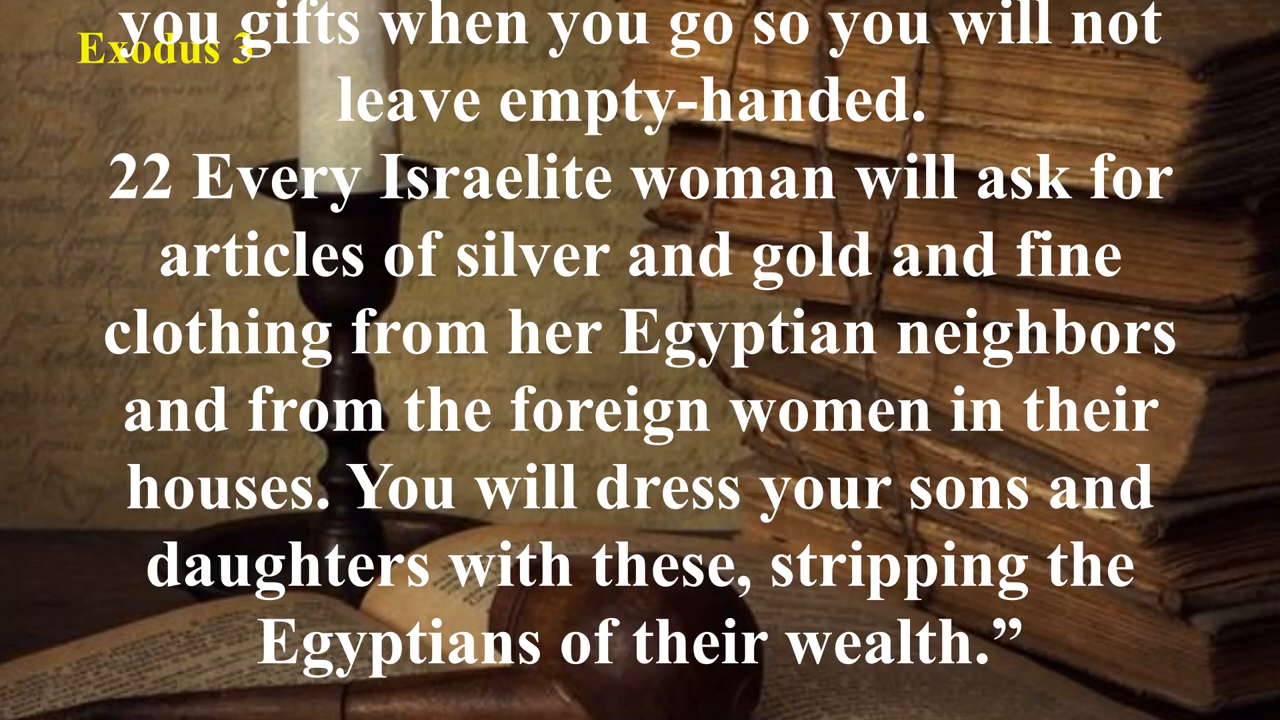 Exodus 3
you gifts when you go so you will not
leave empty-handed.
22 Every Israelite woman will ask for
articles of silver and gold and fine
clothing from her Egyptian neighbors
and from the foreign women in their
houses. You will dress your sons and
daughters with these, stripping the
Egyptians of their wealth.”